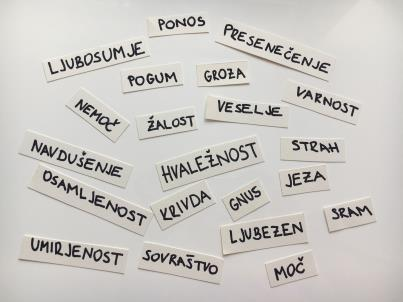 PONOS
PRESENEČENJE
LJUBOSUMJE
POGUM
GROZA
VARNOST
NEMOČ
ŽALOST
VESELJE
NAVDUŠENJE
HVALEŽNOST
STRAH
OSAMLJENOST
KRIVDA
GNUS
JEZA
SRAM
LJUBEZEN
UMIRJENOST
SOVRAŠTVO
MOČ